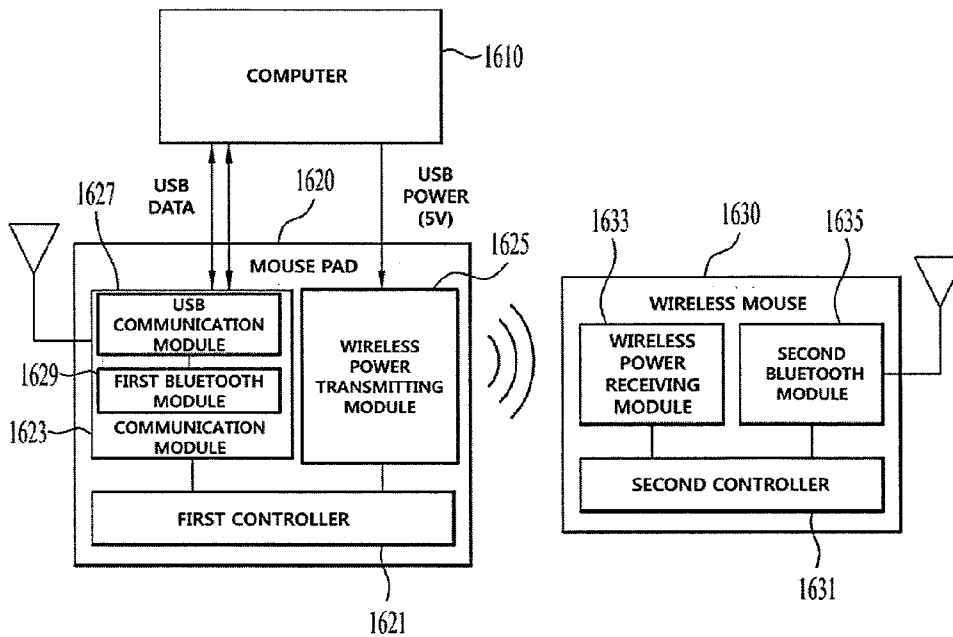 COMPUTER
1610
USB
DATA
USB
POWER
(5V)
1620
1627
1625
MOUSE PAD
USB
COMMUNICATION
MODULE
1629
FIRST BLUETOOTH
MODULE
1623
COMMUNICATION
MODULE
WIRELESS
POWER
TRANSMITTING
MODULE
FIRST CONTROLLER
1621
1633
1630
1635
WIRELESS MOUSE
WIRELESS
POWER
RECEIVING
MODULE
SECOND
BLUETOOTH
MODULE
SECOND CONTROLLER
1631